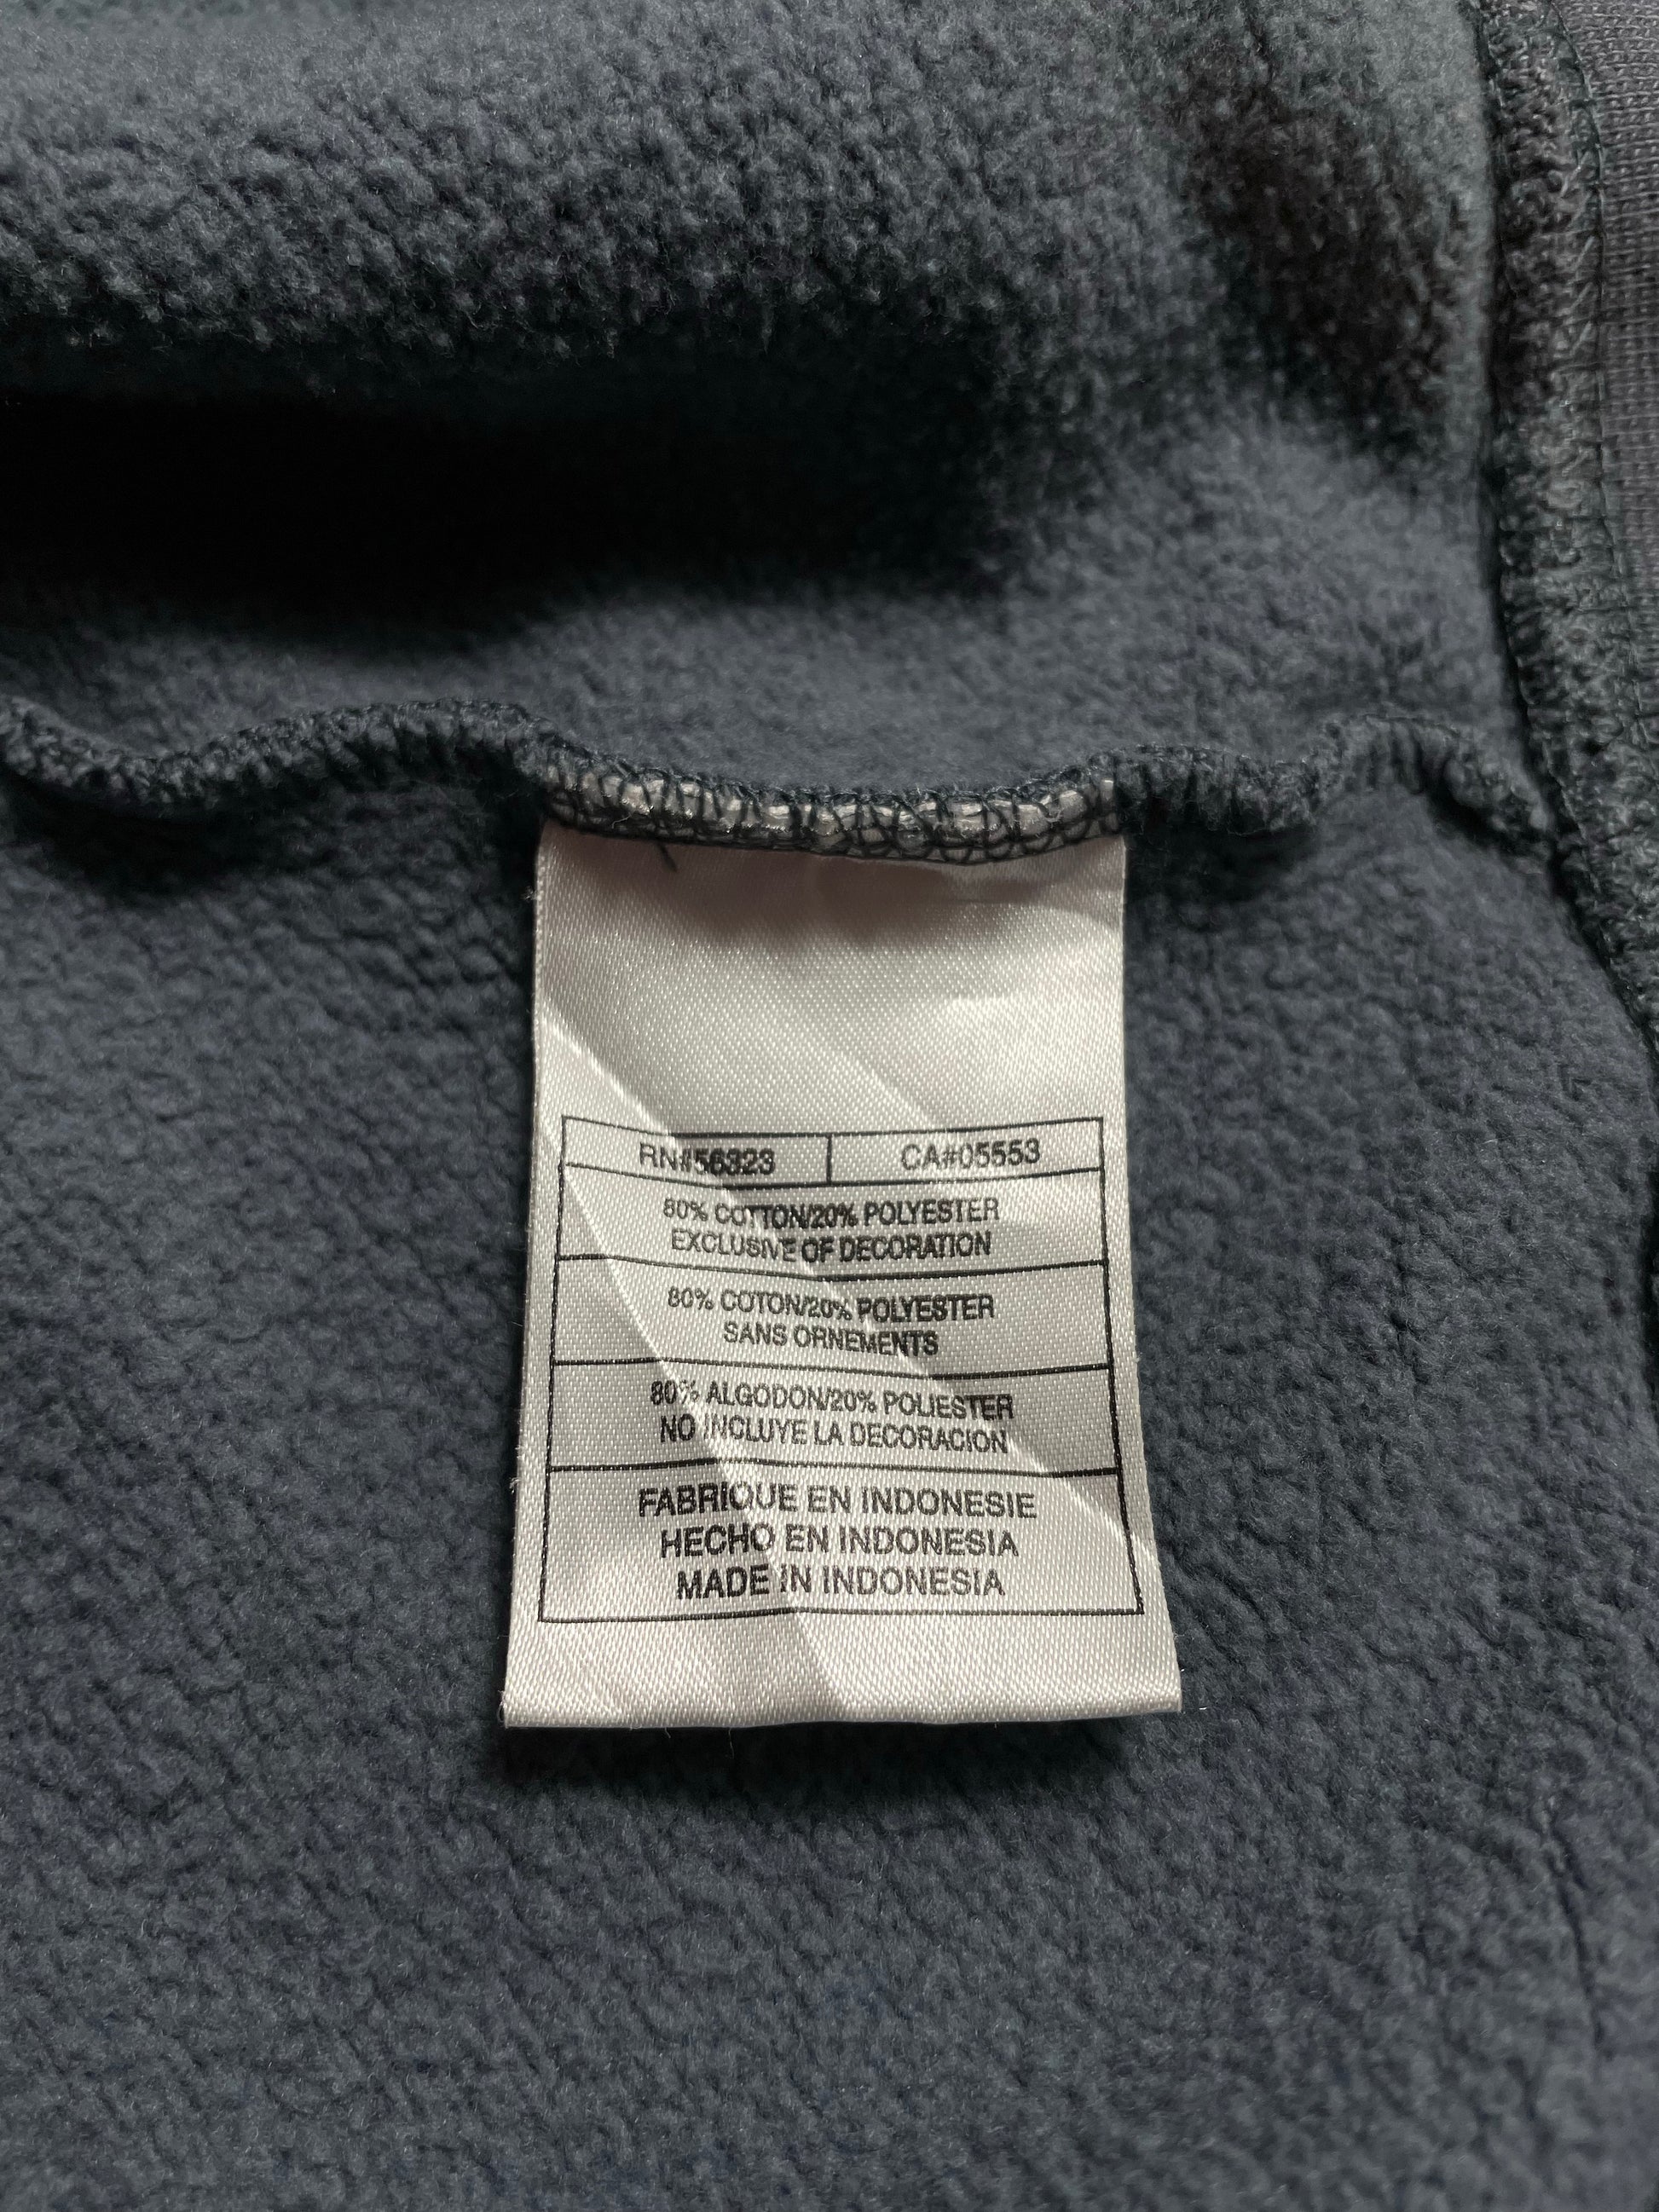 RN#56323 CA#05553
80% COTTON/20% POLYESTER
EXCLUSIVE OF DECORATION
80% COTON/20% POLYESTER
SANS ORNEMENTS
80% ALGODON/20% POLIESTER
NO INCLUYE LA DECORACION
FABRIQUE EN INDONESIE
HECHO EN INDONESIA
MADE IN INDONESIA